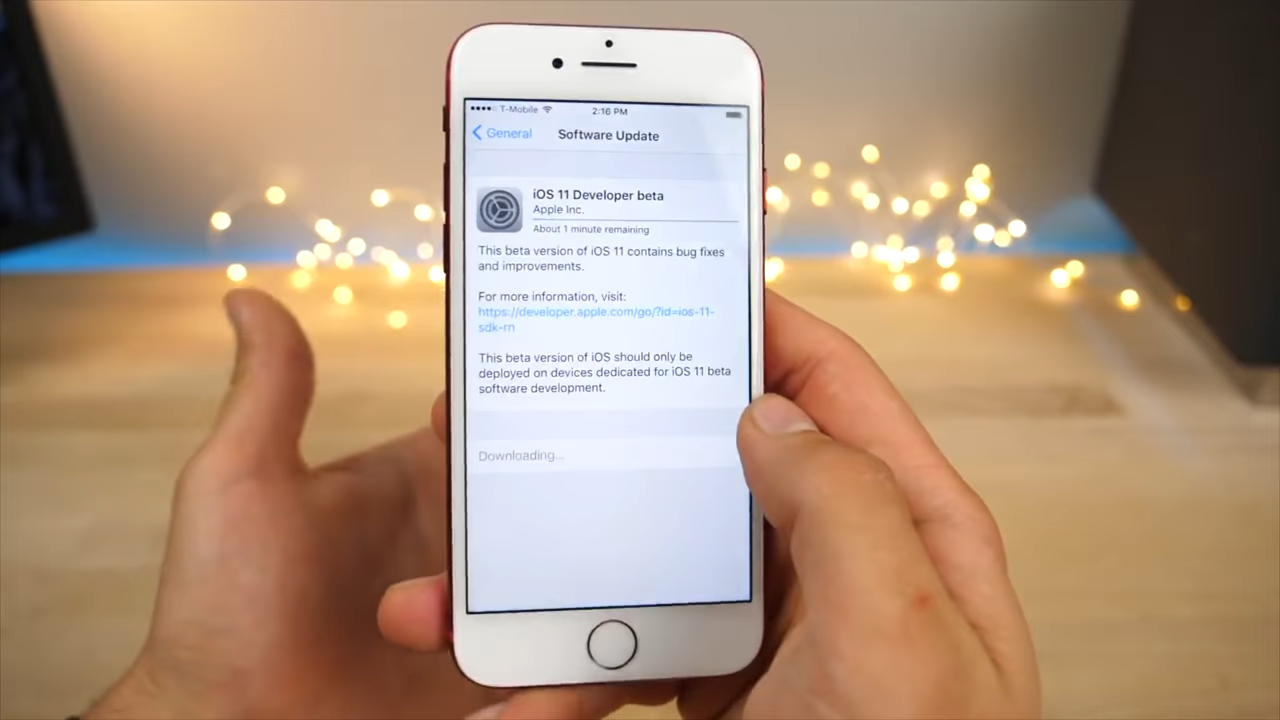 T-Mobile 2:16 PM
General Software Update
iOS 11 Developer beta
Apple Inc.
About 1 minute remaining
This beta version of iOS 11 contains bug fixes
and improvements.
For more information, visit:
https://developer.apple.com/go/?id=ios-11-
sdk-rn
This beta version of iOS should only be
deployed on devices dedicated for iOS 11 beta
software development.
Downloading...